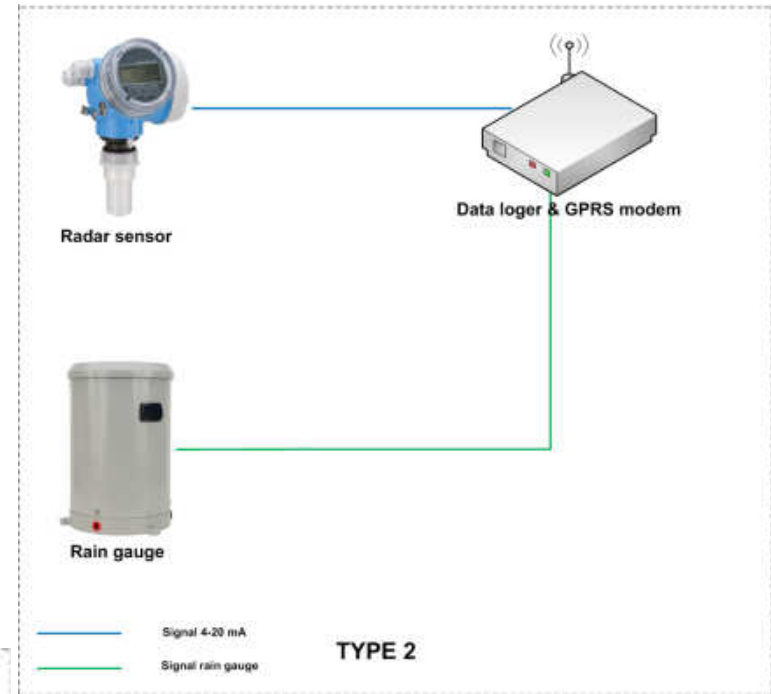 Radar sensor
Data loger & GPRS modem
Rain gauge
Signal 4-20 mA
Signal rain gauge
TYPE 2